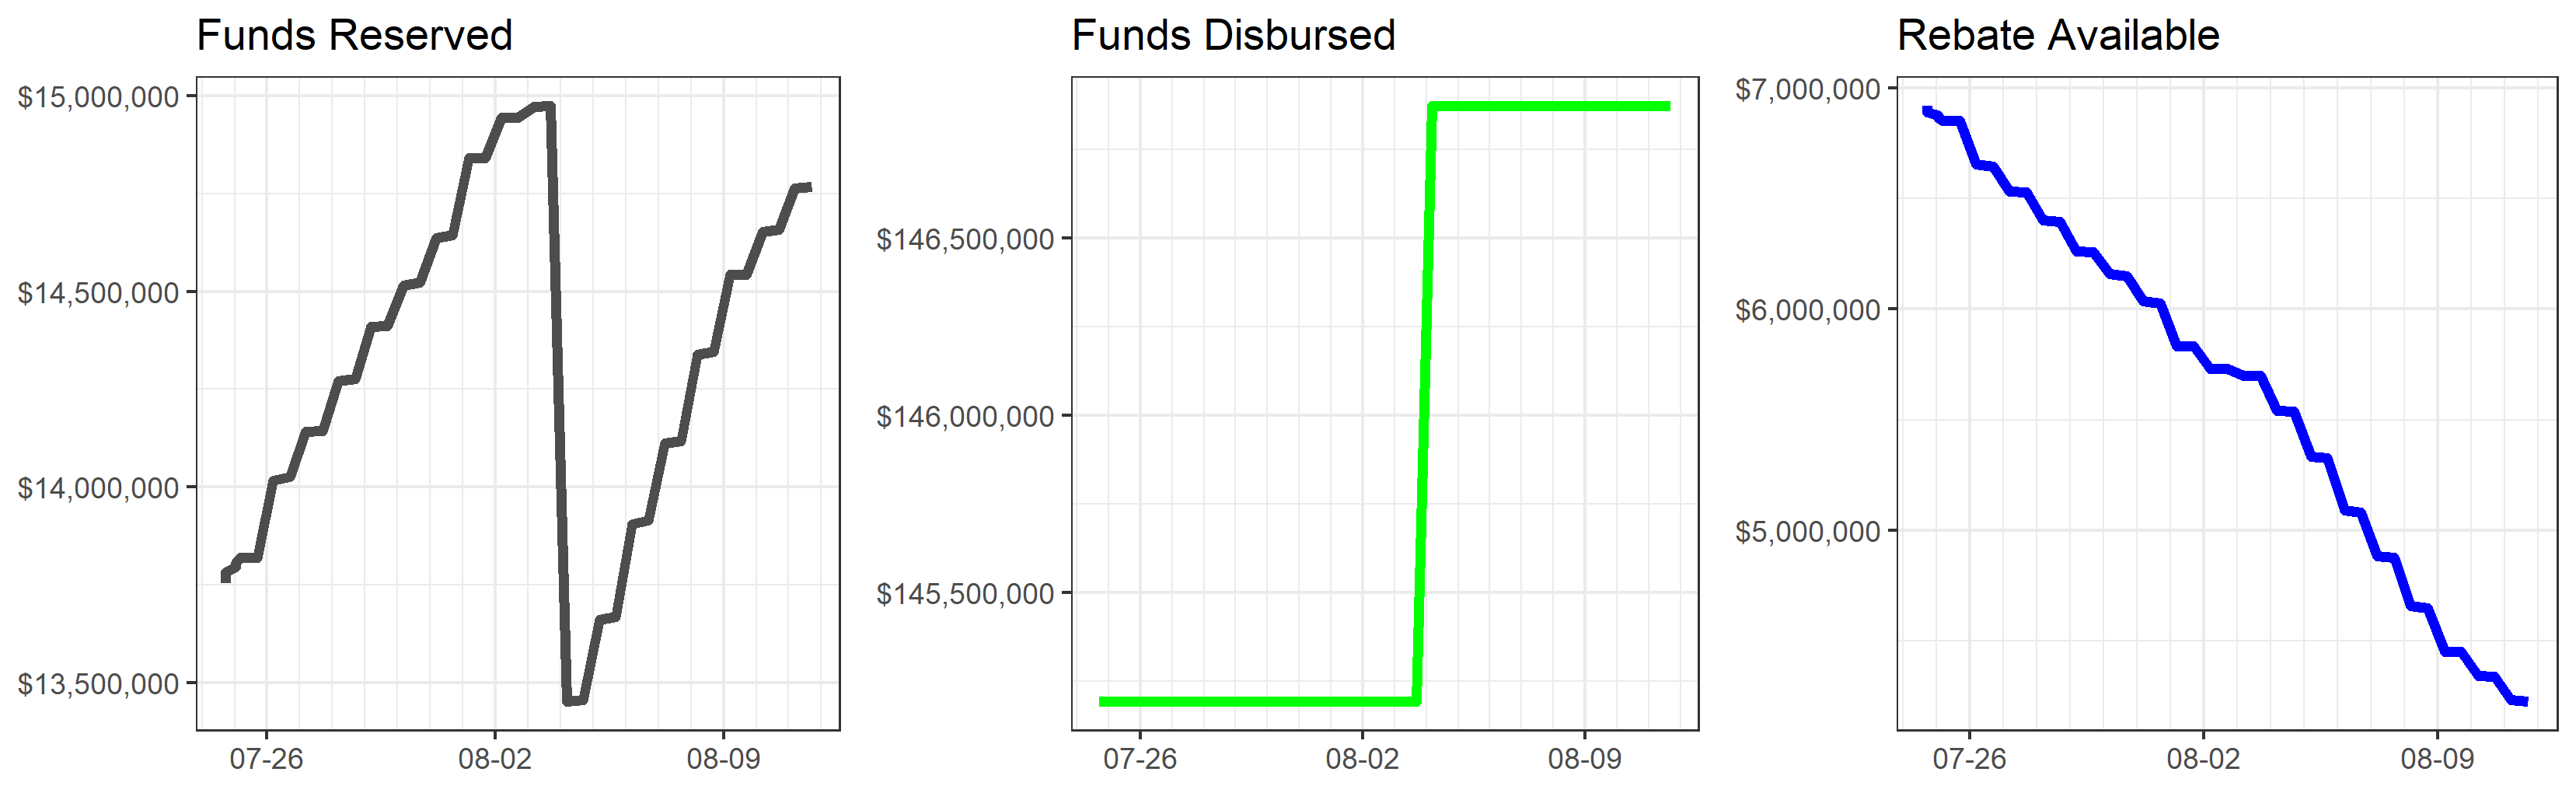 Funds Reserved
$15,000,000
$14,500,000
$14,000,000
$13,500,000
07-26 08-02 08-09
Funds Disbursed
$146,500,000
$146,000,000
$145,500,000
07-26 08-02 08-09
Rebate Available
$7,000,000
$6,000,000
$5,000,000
07-26 08-02 08-09